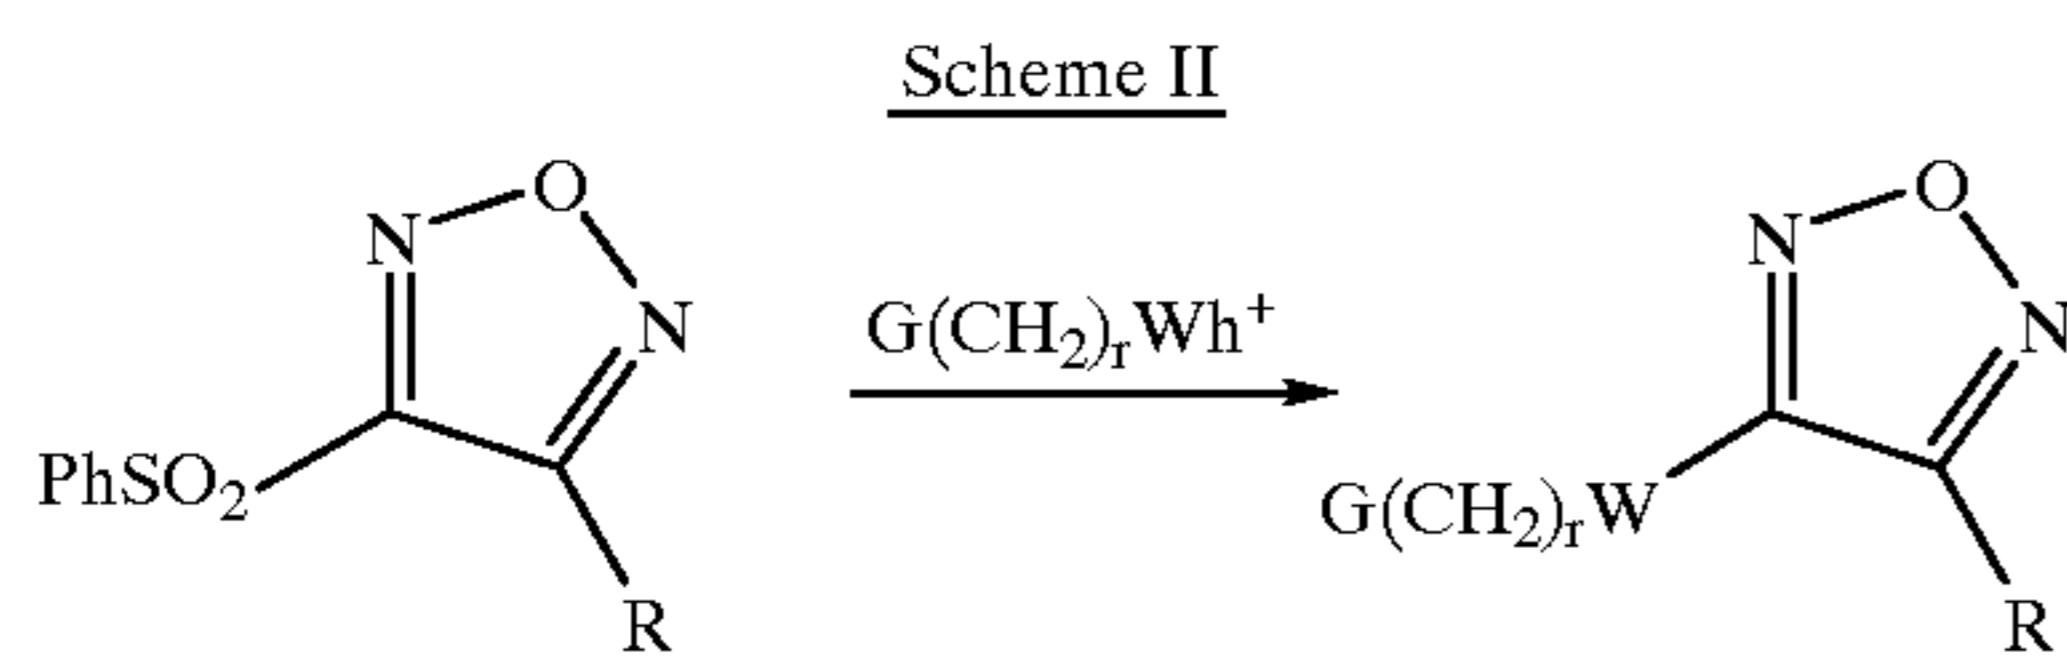 Scheme II
O
O
N
N
N
N
G(CH₂)ᵣWh⁺
PhSO₂
G(CH₂)ᵣW
R
R